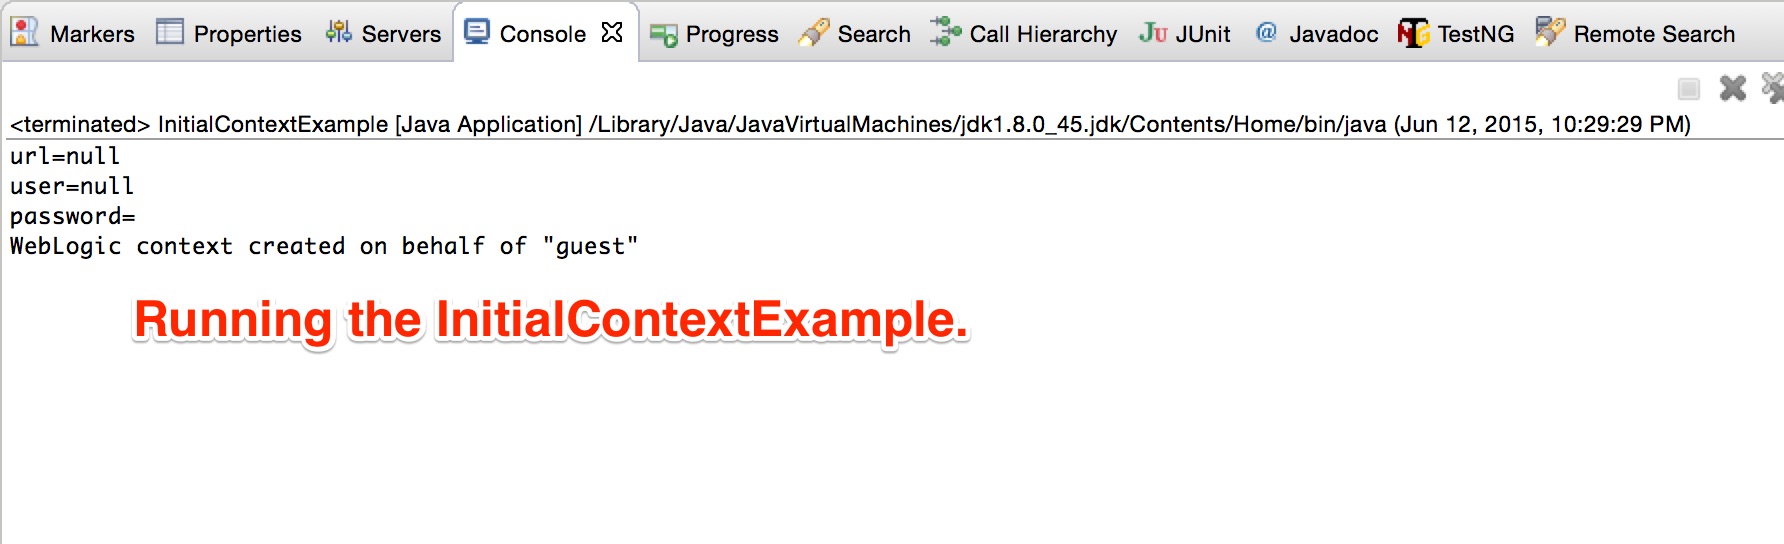 Markers Properties Servers Console Progress Search Call Hierarchy JU JUnit @ Javadoc TestNG Remote Search
<terminated> InitialContextExample [Java Application] /Library/Java/JavaVirtualMachines/jdk1.8.0_45.jdk/Contents/Home/bin/java (Jun 12, 2015, 10:29:29 PM)
url=null
user=null
password=
WebLogic context created on behalf of "guest"
Running the InitialContextExample.